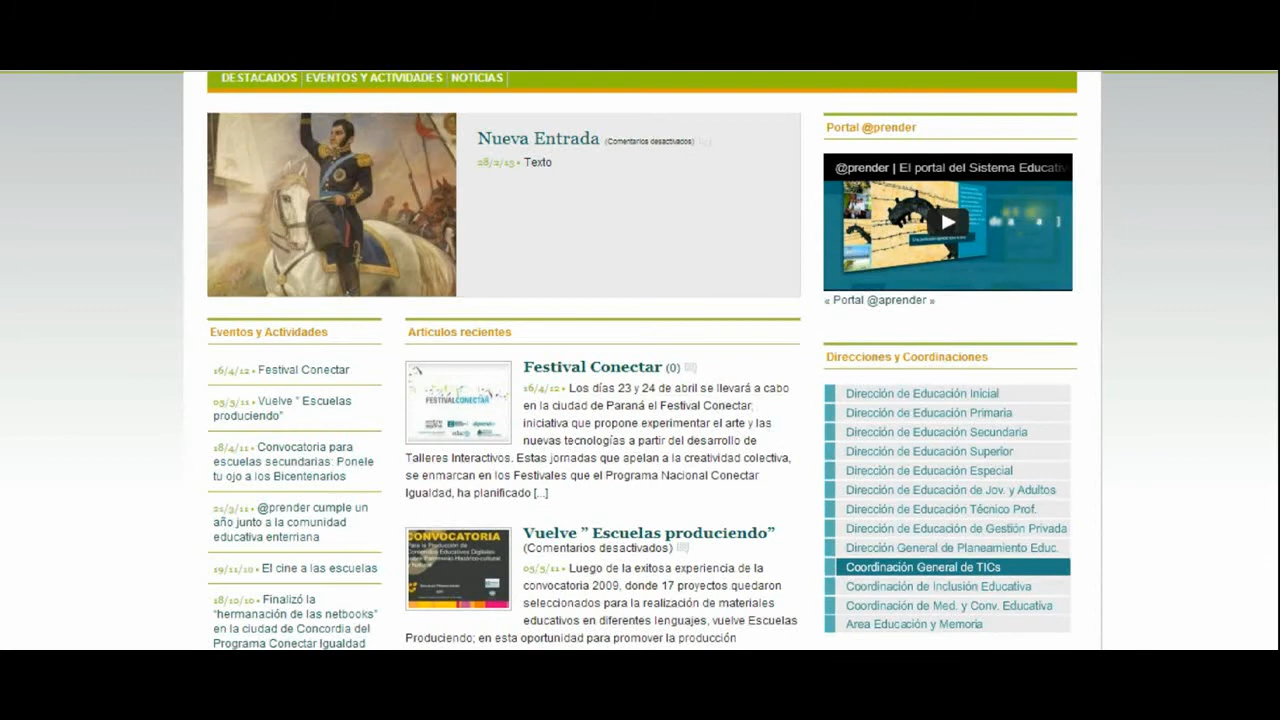 DESTACADOS
EVENTOS Y ACTIVIDADES
NOTICIAS
Nueva Entrada (Comentarios desactivados)
28/2/13 • Texto
Eventos y Actividades
16/4/12 • Festival Conectar
05/5/11 • Vuelve " Escuelas
produciendo"
18/4/11 • Convocatoria para
escuelas secundarias: Ponele
tu ojo a los Bicentenarios
21/3/11 • @prender cumple un
año junto a la comunidad
educativa enterriana
19/11/10 • El cine a las escuelas
18/10/10 • Finalizó la
"hermanación de las netbooks"
en la ciudad de Concordia del
Programa Conectar Igualdad
Artículos recientes
FESTIVALCONECTAR
Festival Conectar (0)
16/4/12 • Los días 23 y 24 de abril se llevará a cabo
en la ciudad de Paraná el Festival Conectar,
iniciativa que propone experimentar el arte y las
nuevas tecnologías a partir del desarrollo de
Talleres Interactivos. Estas jornadas que apelan a la creatividad colectiva,
se enmarcan en los Festivales que el Programa Nacional Conectar
Igualdad, ha planificado [...]
CONVOCATORIA
Para la Producción de
Contenidos Educativos Digitales
Vuelve " Escuelas produciendo"
(Comentarios desactivados)
05/5/11 • Luego de la exitosa experiencia de la
convocatoria 2009, donde 17 proyectos quedaron
seleccionados para la realización de materiales
educativos en diferentes lenguajes, vuelve Escuelas
Produciendo; en esta oportunidad para promover la producción
Portal @prender
@prender | El portal del Sistema Educativ
« Portal @aprender »
Direcciones y Coordinaciones
Dirección de Educación Inicial
Dirección de Educación Primaria
Dirección de Educación Secundaria
Dirección de Educación Superior
Dirección de Educación Especial
Dirección de Educación de Jov. y Adultos
Dirección de Educación Técnico Prof.
Dirección de Educación de Gestión Privada
Dirección General de Planeamiento Educ.
Coordinación General de TICs
Coordinación de Inclusión Educativa
Coordinación de Med. y Conv. Educativa
Area Educación y Memoria